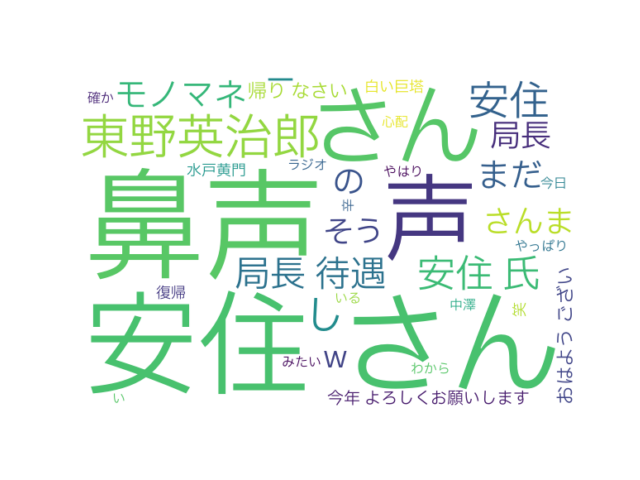 モノマネ
ー
帰り なさい
白い巨塔
安住
確か
東野英治郎
さん
心配
局長
水戸黄門
ラジオ
やはり
まだ
今日
鼻声
声
の
辛
そう
さんま
やっぱり
局長 待遇
安住 氏
おはよう ござい
復帰
いる
し
中澤
笑
安住 さん
みたい
w
わから
い
今年 よろしくお願いします